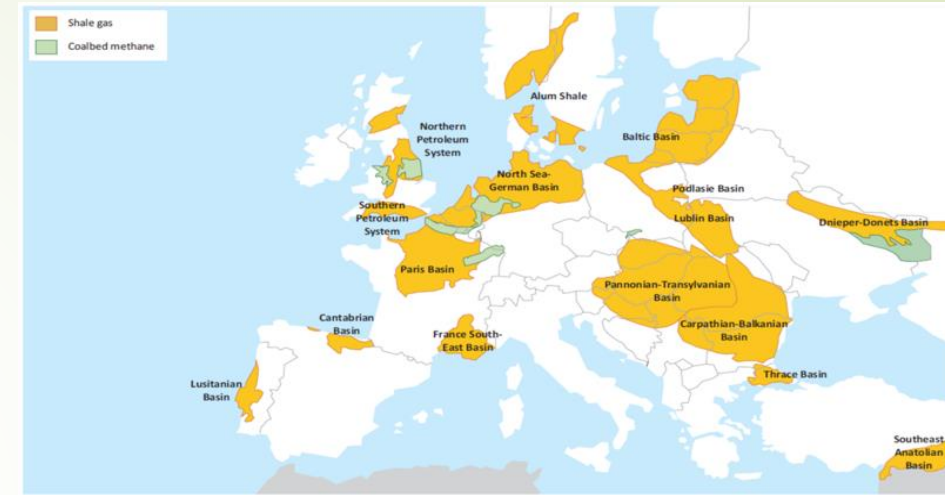 Shale gas
Coalbed methane
Alum Shale
Northern
Petroleum
System
Baltic Basin
North Sea-
German Basin
Podlasie Basin
Southern
Petroleum
System
Lublin Basin
Dnieper-Donets Basin
Paris Basin
Pannonian-Transylvanian
Basin
Cantabrian
Basin
France South-
East Basin
Carpathian-Balkanian
Basin
Lusitanian
Basin
Thrace Basin
Southeast
Anatolian
Basin